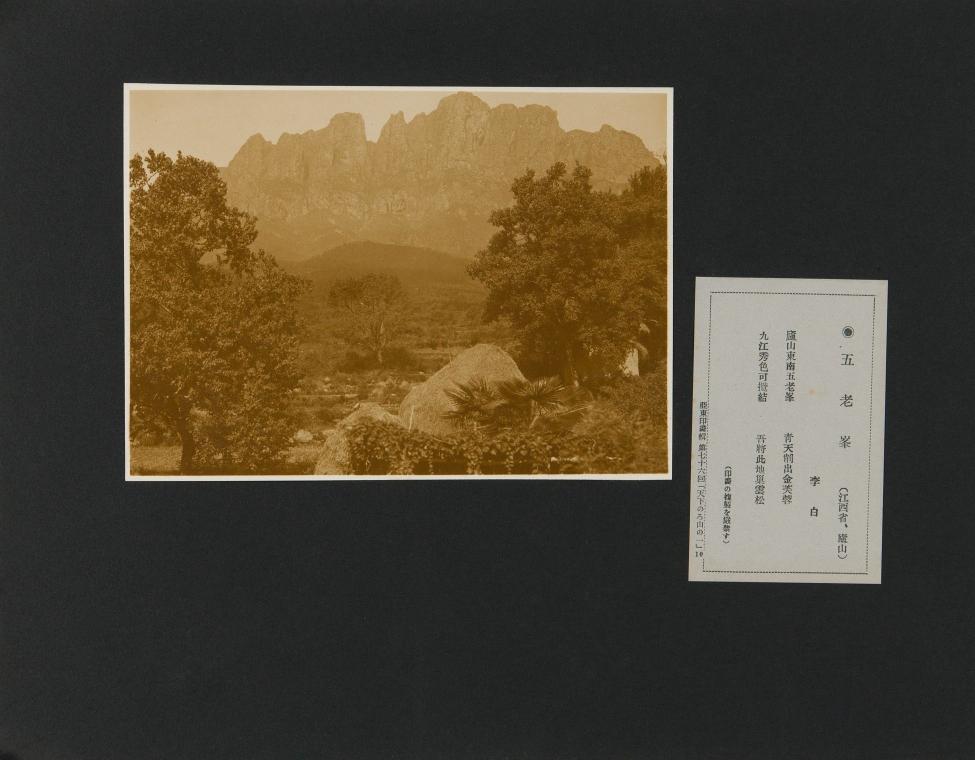 ◉五老峯 (江西省、廬山)
李白
廬山東南五老峯 青天削出金芙蓉
九江秀色可攬結 吾將此地巢雲松
(印畫の複製を嚴禁す)
亞東印畫輯 第七十六回「天下のろ山の一」10